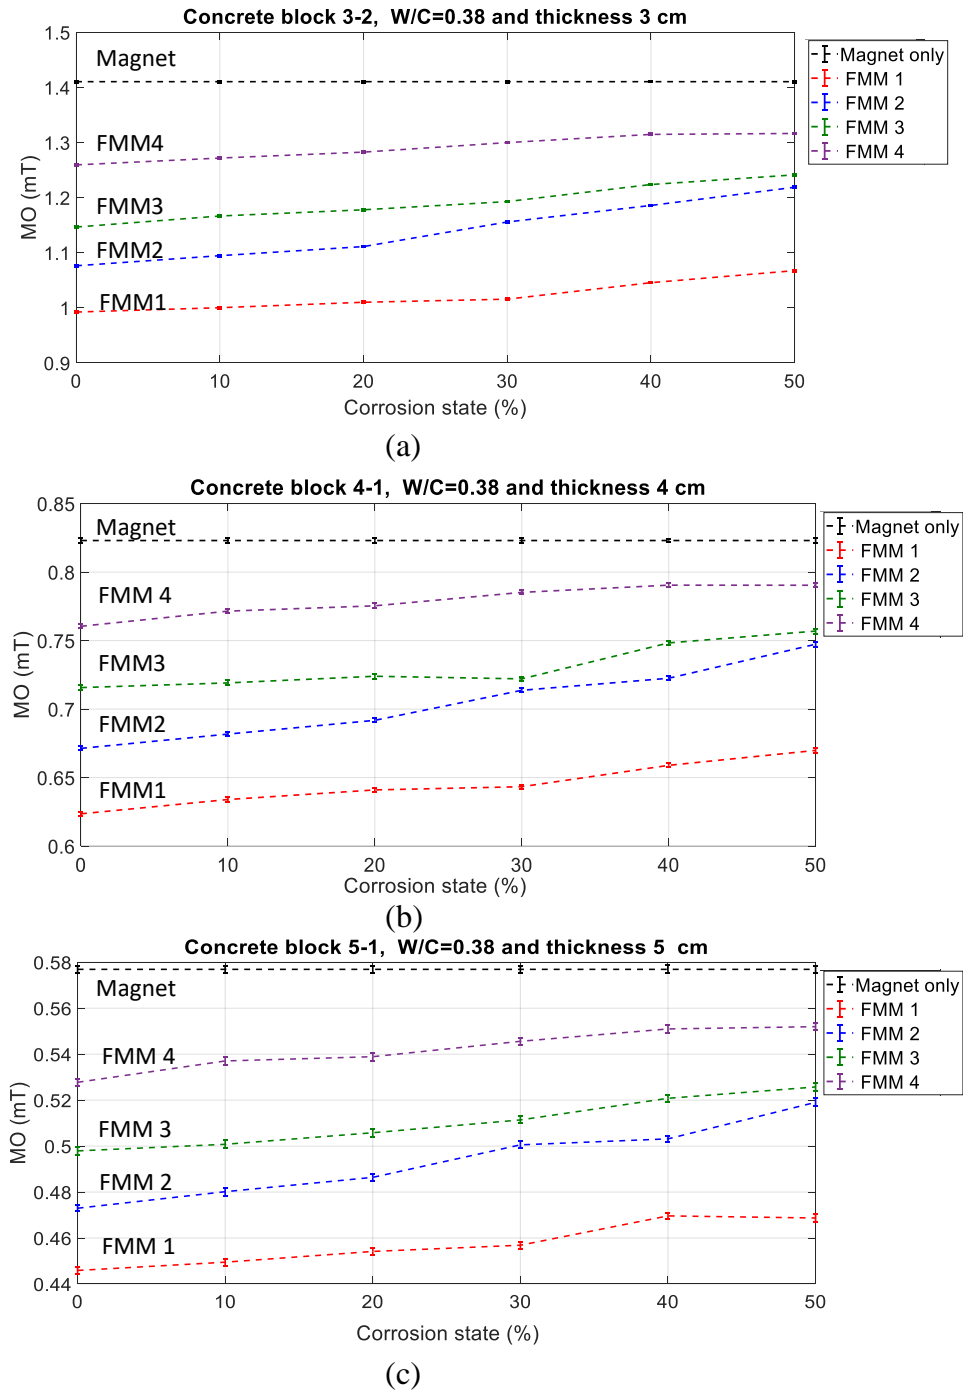 Concrete block 3-2, W/C=0.38 and thickness 3 cm
1.5
Magnet
Magnet only
1.4
FMM 1
FMM 2
1.3
FMM4
FMM 3
FMM 4
1.2
FMM3
MO (mT)
1.1
FMM2
FMM1
1
0.9
0 10 20 30 40 50
Corrosion state (%)
(a)
Concrete block 4-1, W/C=0.38 and thickness 4 cm
0.85
Magnet
Magnet only
FMM 1
0.8
FMM 2
FMM 4
FMM 3
FMM 4
0.75
FMM3
MO (mT)
0.7
FMM2
0.65
FMM1
0.6
0 10 20 30 40 50
Corrosion state (%)
(b)
Concrete block 5-1, W/C=0.38 and thickness 5 cm
0.58
Magnet
Magnet only
0.56
FMM 1
FMM 2
0.54
FMM 4
FMM 3
FMM 4
0.52
MO (mT)
FMM 3
0.5
0.48
FMM 2
0.46
FMM 1
0.44
0 10 20 30 40 50
Corrosion state (%)
(c)